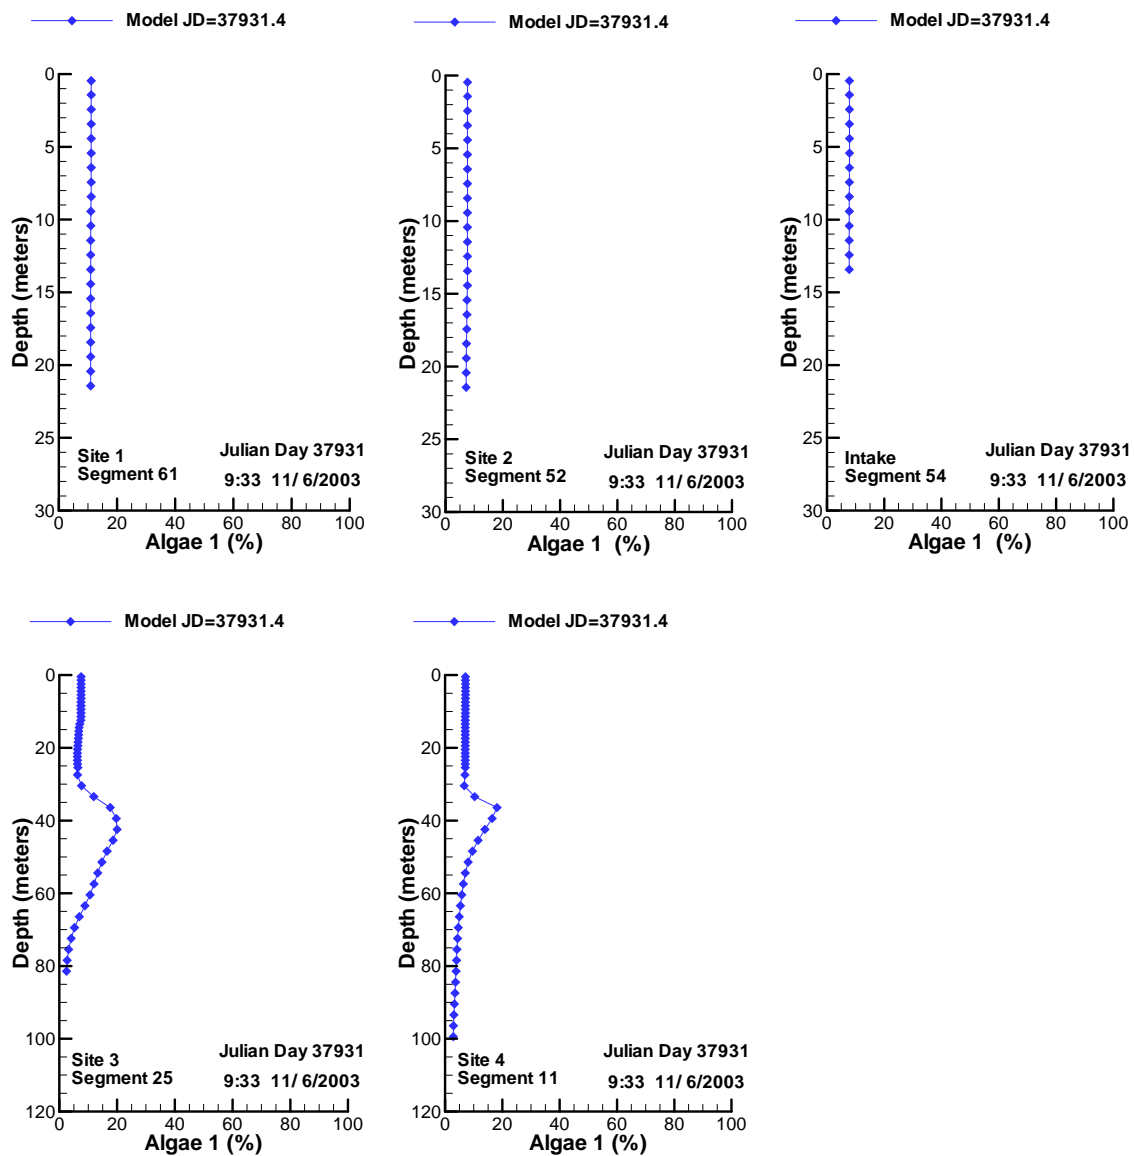 Model JD=37931.4
0
5
10
15
20
25
30
Depth (meters)
Site 1
Segment 61
Julian Day 37931
9:33 11/ 6/2003
0 20 40 60 80 100
Algae 1 (%)
Model JD=37931.4
0
5
10
15
20
25
30
Depth (meters)
Site 2
Segment 52
Julian Day 37931
9:33 11/ 6/2003
0 20 40 60 80 100
Algae 1 (%)
Model JD=37931.4
0
5
10
15
20
25
30
Depth (meters)
Intake
Segment 54
Julian Day 37931
9:33 11/ 6/2003
0 20 40 60 80 100
Algae 1 (%)
Model JD=37931.4
0
20
40
60
80
100
120
Depth (meters)
Site 3
Segment 25
Julian Day 37931
9:33 11/ 6/2003
0 20 40 60 80 100
Algae 1 (%)
Model JD=37931.4
0
20
40
60
80
100
120
Depth (meters)
Site 4
Segment 11
Julian Day 37931
9:33 11/ 6/2003
0 20 40 60 80 100
Algae 1 (%)